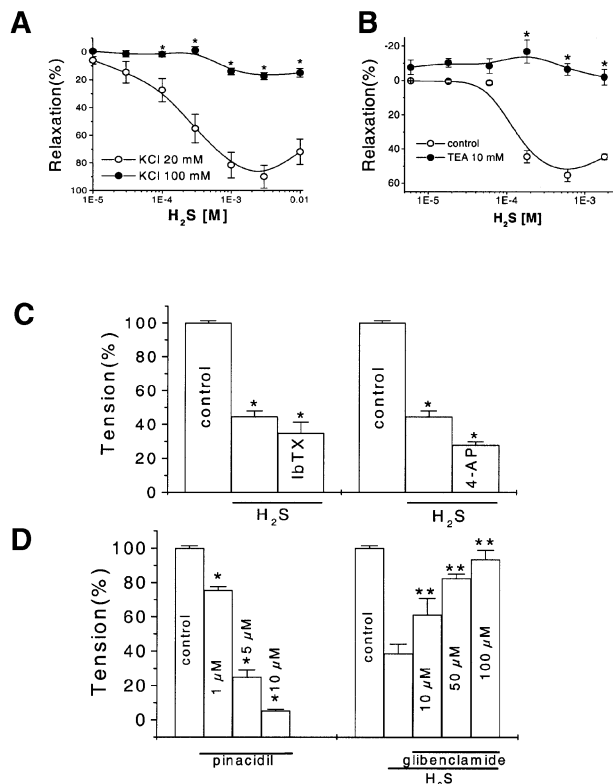 A
B
Relaxation(%)
0
20
40
60
80
100
* * * * *
KCl 20 mM
KCl 100 mM
1E-5 1E-4 1E-3 0.01
H2S [M]
Relaxation(%)
-20
0
20
40
60
* * *
control
TEA 10 mM
1E-5 1E-4 1E-3
H2S [M]
C
Tension(%)
100
80
60
40
20
0
control
*
*
IbTX
H2S
control
*
*
4-AP
H2S
D
Tension(%)
100
80
60
40
20
0
control
*
1 μM
* 5 μM
* 10 μM
pinacidil
control
**
10 μM
**
50 μM
**
100 μM
glibenclamide
H2S